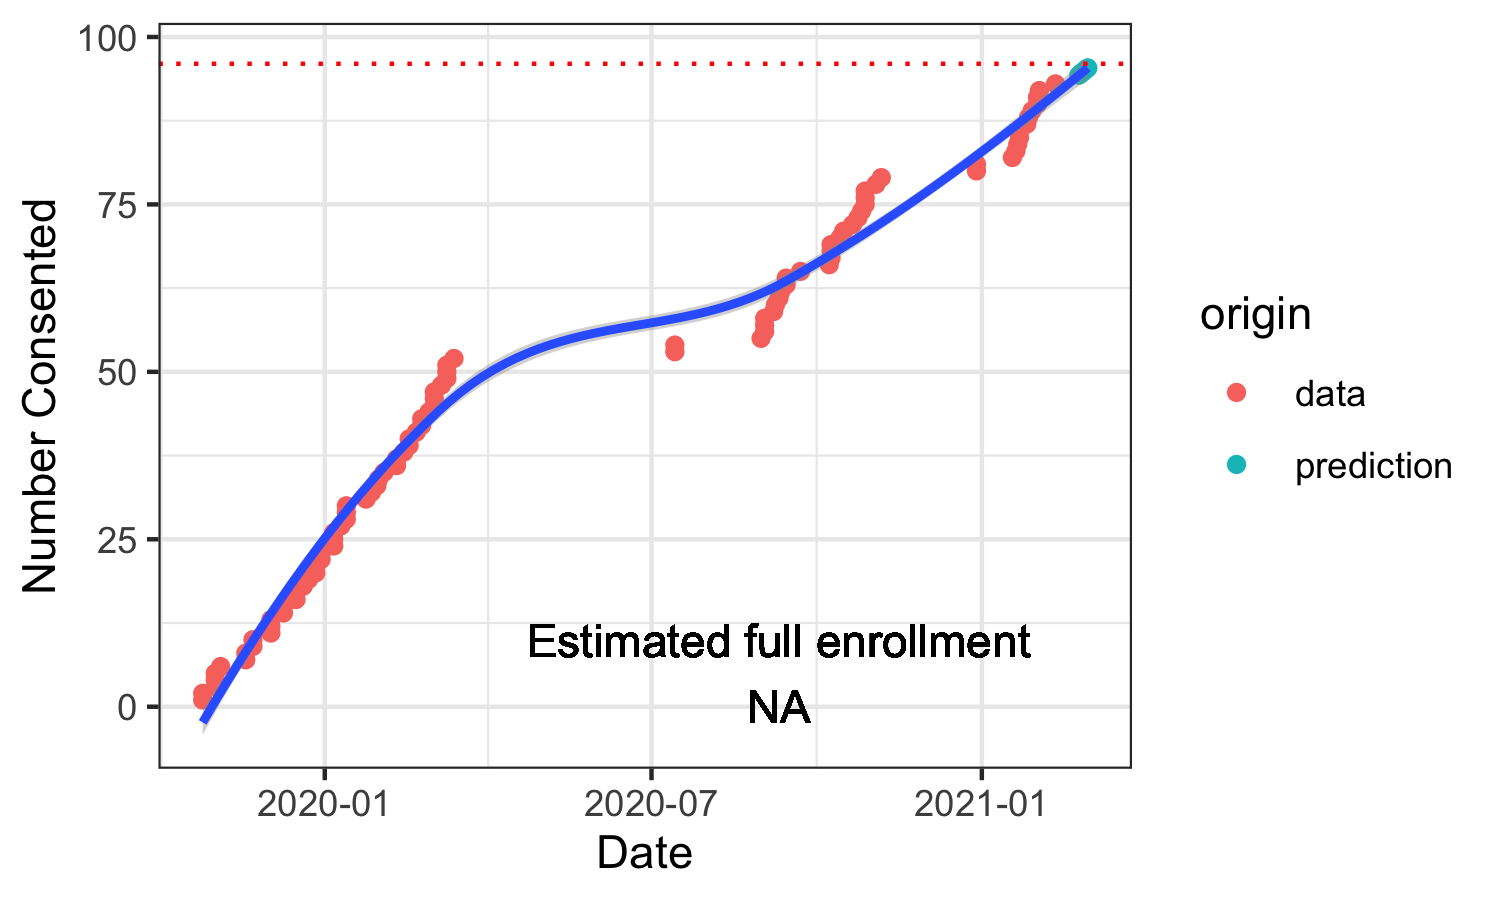 100
75
50
25
0
Number Consented
Estimated full enrollment
NA
2020-01
2020-07
2021-01
Date
origin
data
prediction